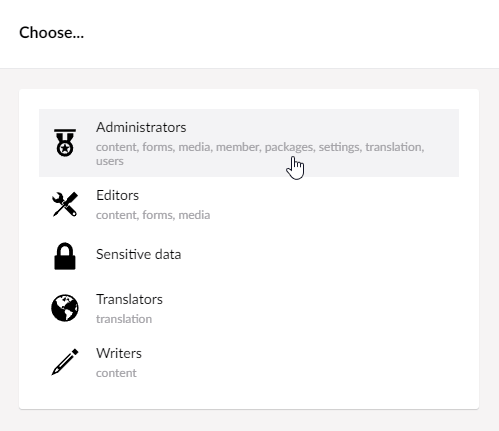 Choose...
Administrators
content, forms, media, member, packages, settings, translation,
users
Editors
content, forms, media
Sensitive data
Translators
translation
Writers
content